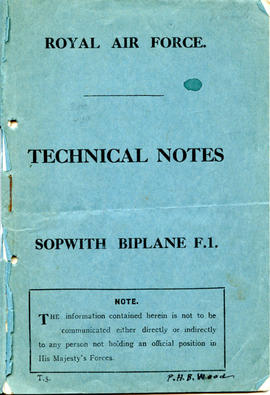 ROYAL AIR FORCE.
TECHNICAL NOTES
SOPWITH BIPLANE F.1.
NOTE.
THE information contained herein is not to be
communicated either directly or indirectly
to any person not holding an official position in
His Majesty's Forces.
T.3. P.H.B. Wood